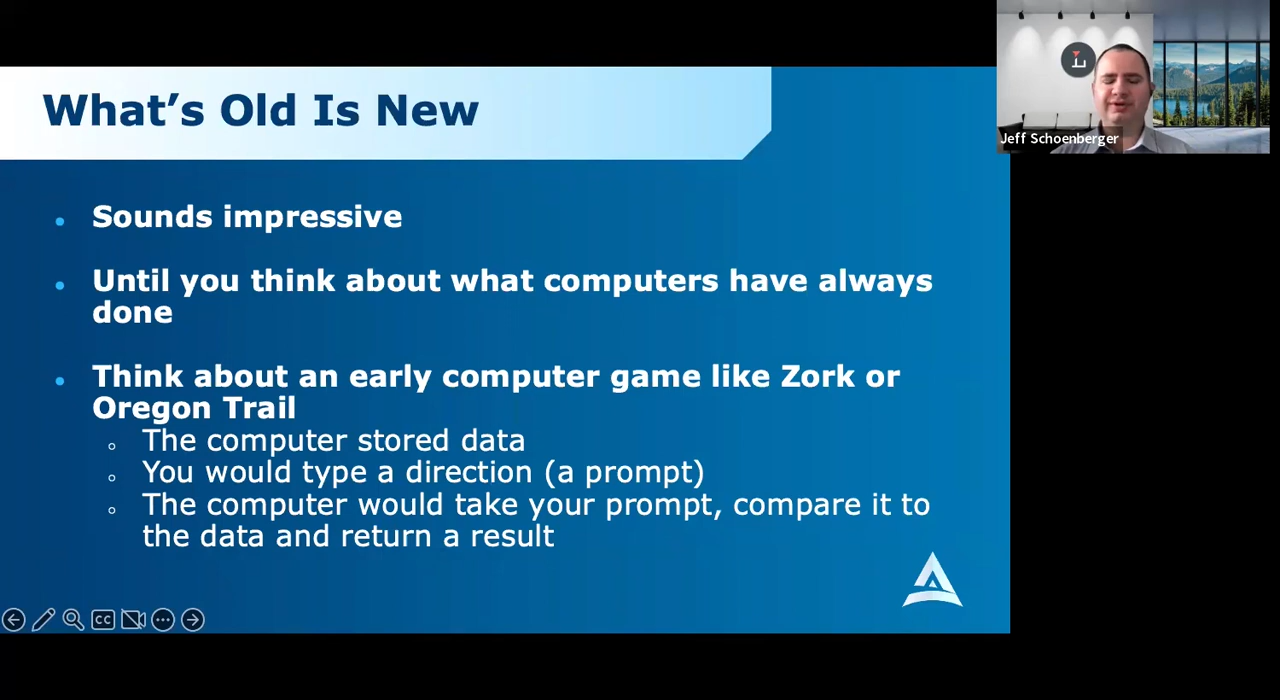 What's Old Is New
Jeff Schoenberger
Sounds impressive
Until you think about what computers have always
done
Think about an early computer game like Zork or
Oregon Trail
The computer stored data
You would type a direction (a prompt)
The computer would take your prompt, compare it to
the data and return a result
CC